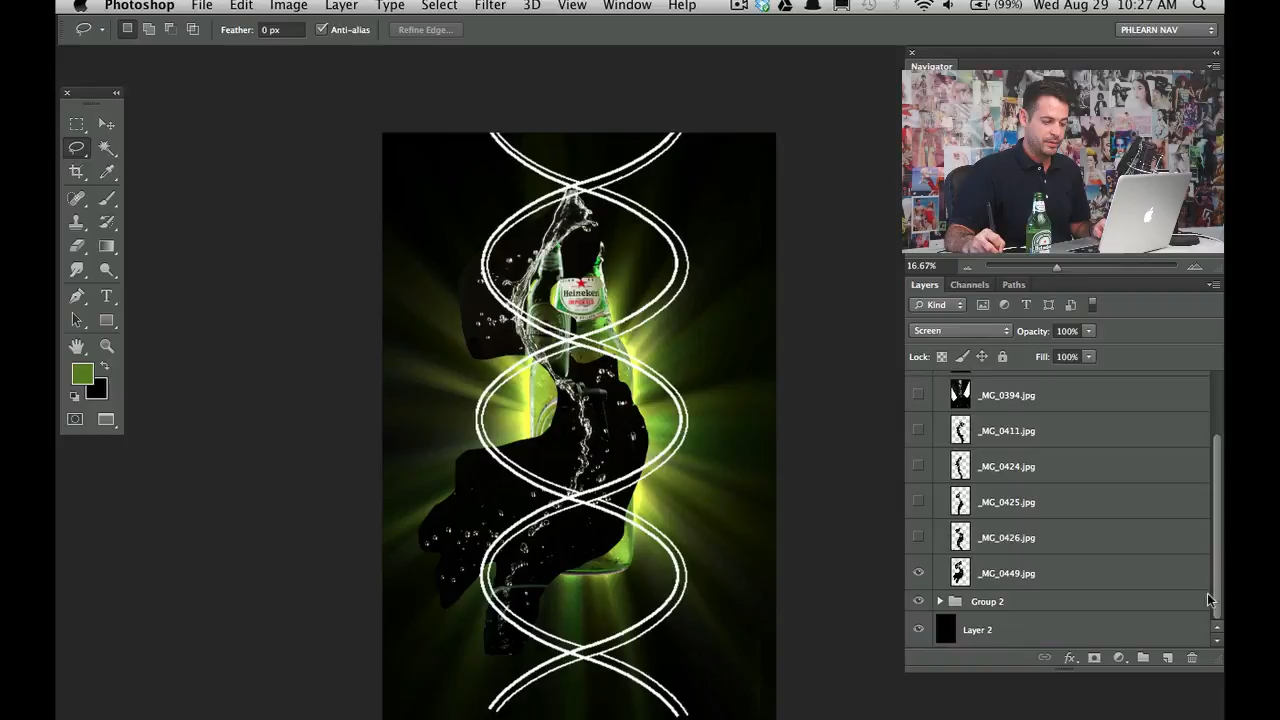 Photoshop File Edit Image Layer Type Select Filter 3D View Window Help (99%) Wed Aug 29 10:27 AM
Feather: 0 px Anti-alias Refine Edge... PHLEARN NAV
Navigator
16.67%
Layers Channels Paths
Kind
Screen Opacity: 100%
Lock: Fill: 100%
_MG_0394.jpg
_MG_0411.jpg
_MG_0424.jpg
_MG_0425.jpg
_MG_0426.jpg
_MG_0449.jpg
Group 2
Layer 2
Heineken
IMPORTED